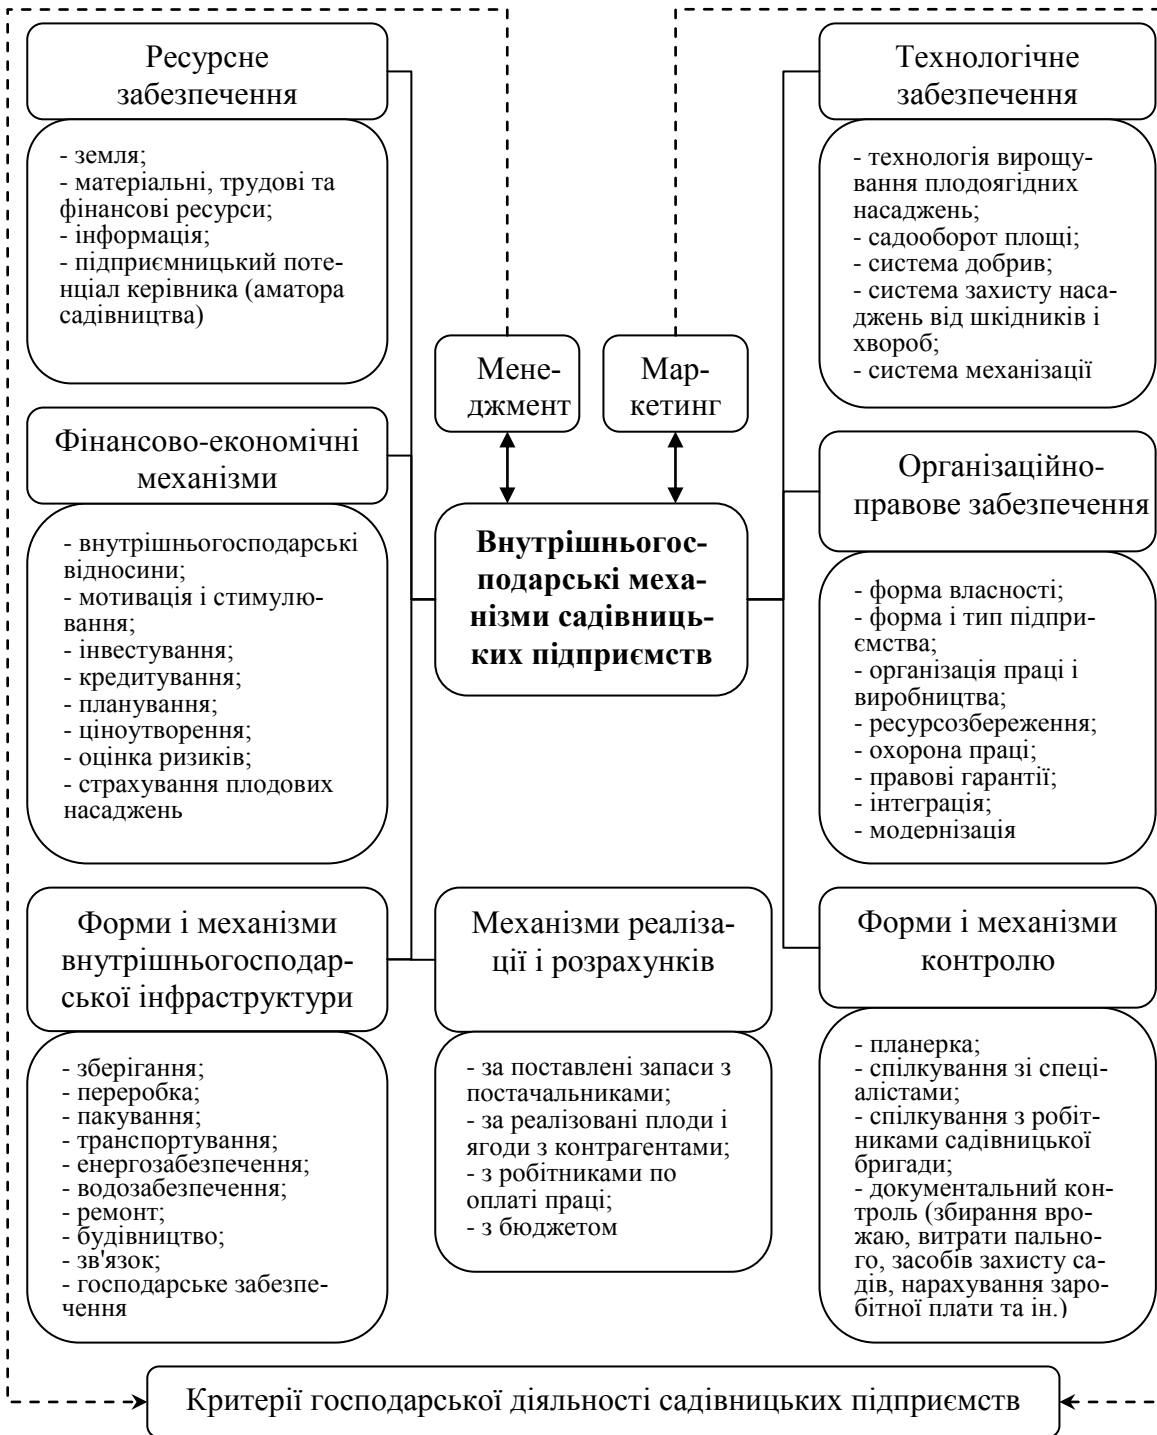 Ресурсне
забезпечення
- земля;
- матеріальні, трудові та
фінансові ресурси;
- інформація;
- підприємницький поте-
нціал керівника (аматора
садівництва)
Технологічне
забезпечення
- технологія вирощу-
вання плодоягідних
насаджень;
- садооборот площі;
- система добрив;
- система захисту наса-
джень від шкідників і
хвороб;
- система механізації
Мене-
джмент
Мар-
кетинг
Фінансово-економічні
механізми
- внутрішньогосподарські
відносини;
- мотивація і стимулю-
вання;
- інвестування;
- кредитування;
- планування;
- ціноутворення;
- оцінка ризиків;
- страхування плодових
насаджень
Внутрішньогос-
подарські меха-
нізми садівниць-
ких підприємств
Організаційно-
правове забезпечення
- форма власності;
- форма і тип підпри-
ємства;
- організація праці і
виробництва;
- ресурсозбереження;
- охорона праці;
- правові гарантії;
- інтеграція;
- модернізація
Форми і механізми
внутрішньогосподар-
ської інфраструктури
- зберігання;
- переробка;
- пакування;
- транспортування;
- енергозабезпечення;
- водозабезпечення;
- ремонт;
- будівництво;
- зв'язок;
- господарське забезпе-
чення
Механізми реаліза-
ції і розрахунків
- за поставлені запаси з
постачальниками;
- за реалізовані плоди і
ягоди з контрагентами;
- з робітниками по
оплаті праці;
- з бюджетом
Форми і механізми
контролю
- планерка;
- спілкування зі спеці-
алістами;
- спілкування з робіт-
никами садівницької
бригади;
- документальний кон-
троль (збирання вро-
жаю, витрати пально-
го, засобів захисту са-
дів, нарахування заро-
бітної плати та ін.)
Критерії господарської діяльності садівницьких підприємств